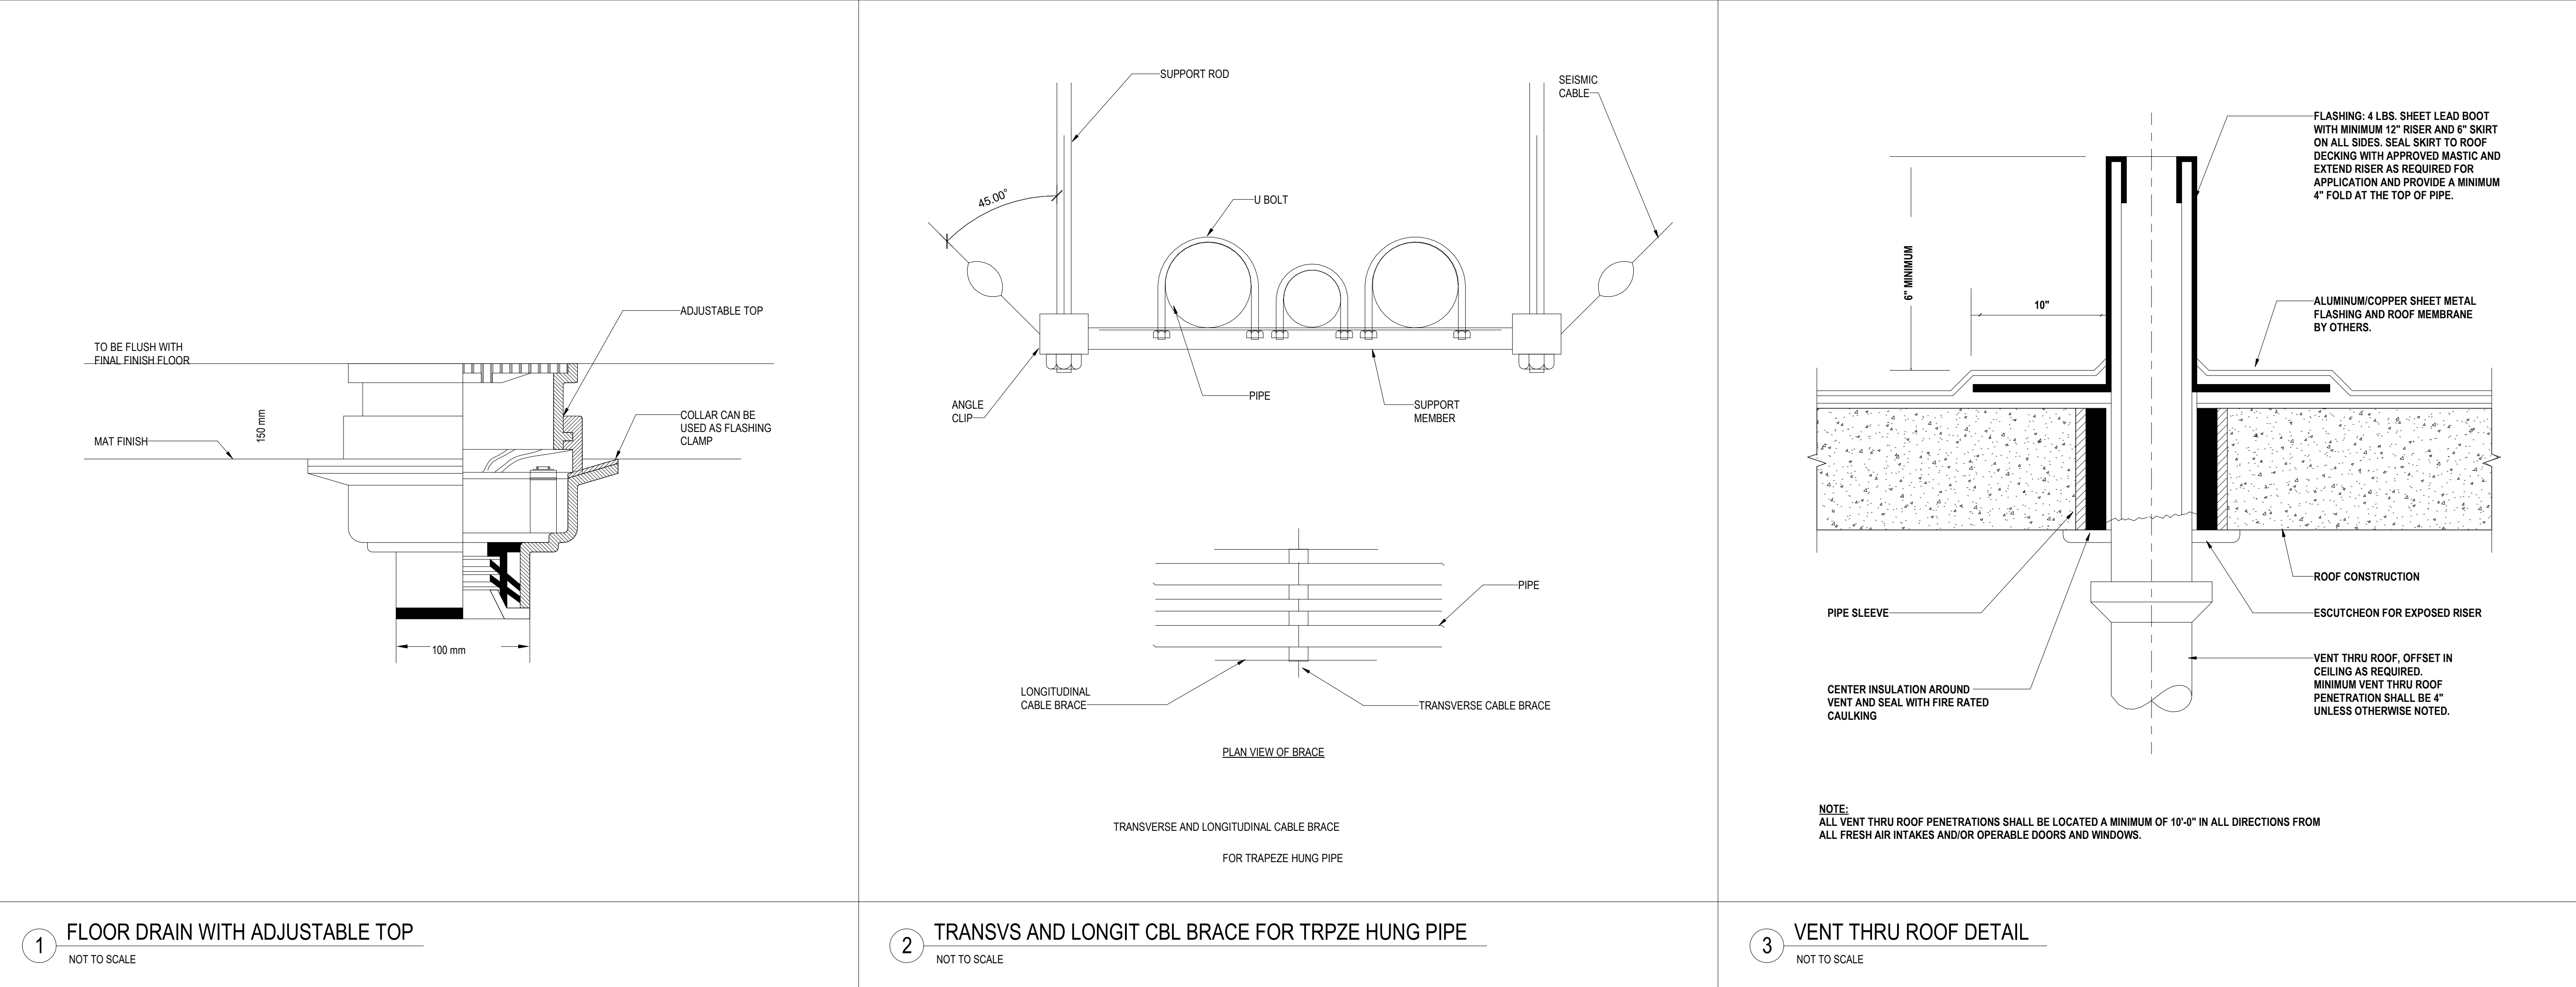 TO BE FLUSH WITH
FINAL FINISH FLOOR
ADJUSTABLE TOP
150 mm
MAT FINISH
COLLAR CAN BE
USED AS FLASHING
CLAMP
100 mm
1
FLOOR DRAIN WITH ADJUSTABLE TOP
NOT TO SCALE
SUPPORT ROD
SEISMIC
CABLE
45.00°
U BOLT
ANGLE
CLIP
PIPE
SUPPORT
MEMBER
PIPE
LONGITUDINAL
CABLE BRACE
TRANSVERSE CABLE BRACE
PLAN VIEW OF BRACE
TRANSVERSE AND LONGITUDINAL CABLE BRACE
FOR TRAPEZE HUNG PIPE
2
TRANSVS AND LONGIT CBL BRACE FOR TRPZE HUNG PIPE
NOT TO SCALE
FLASHING: 4 LBS. SHEET LEAD BOOT
WITH MINIMUM 12" RISER AND 6" SKIRT
ON ALL SIDES. SEAL SKIRT TO ROOF
DECKING WITH APPROVED MASTIC AND
EXTEND RISER AS REQUIRED FOR
APPLICATION AND PROVIDE A MINIMUM
4" FOLD AT THE TOP OF PIPE.
6" MINIMUM
10"
ALUMINUM/COPPER SHEET METAL
FLASHING AND ROOF MEMBRANE
BY OTHERS.
ROOF CONSTRUCTION
PIPE SLEEVE
ESCUTCHEON FOR EXPOSED RISER
CENTER INSULATION AROUND
VENT AND SEAL WITH FIRE RATED
CAULKING
VENT THRU ROOF, OFFSET IN
CEILING AS REQUIRED.
MINIMUM VENT THRU ROOF
PENETRATION SHALL BE 4"
UNLESS OTHERWISE NOTED.
NOTE:
ALL VENT THRU ROOF PENETRATIONS SHALL BE LOCATED A MINIMUM OF 10'-0" IN ALL DIRECTIONS FROM
ALL FRESH AIR INTAKES AND/OR OPERABLE DOORS AND WINDOWS.
3
VENT THRU ROOF DETAIL
NOT TO SCALE